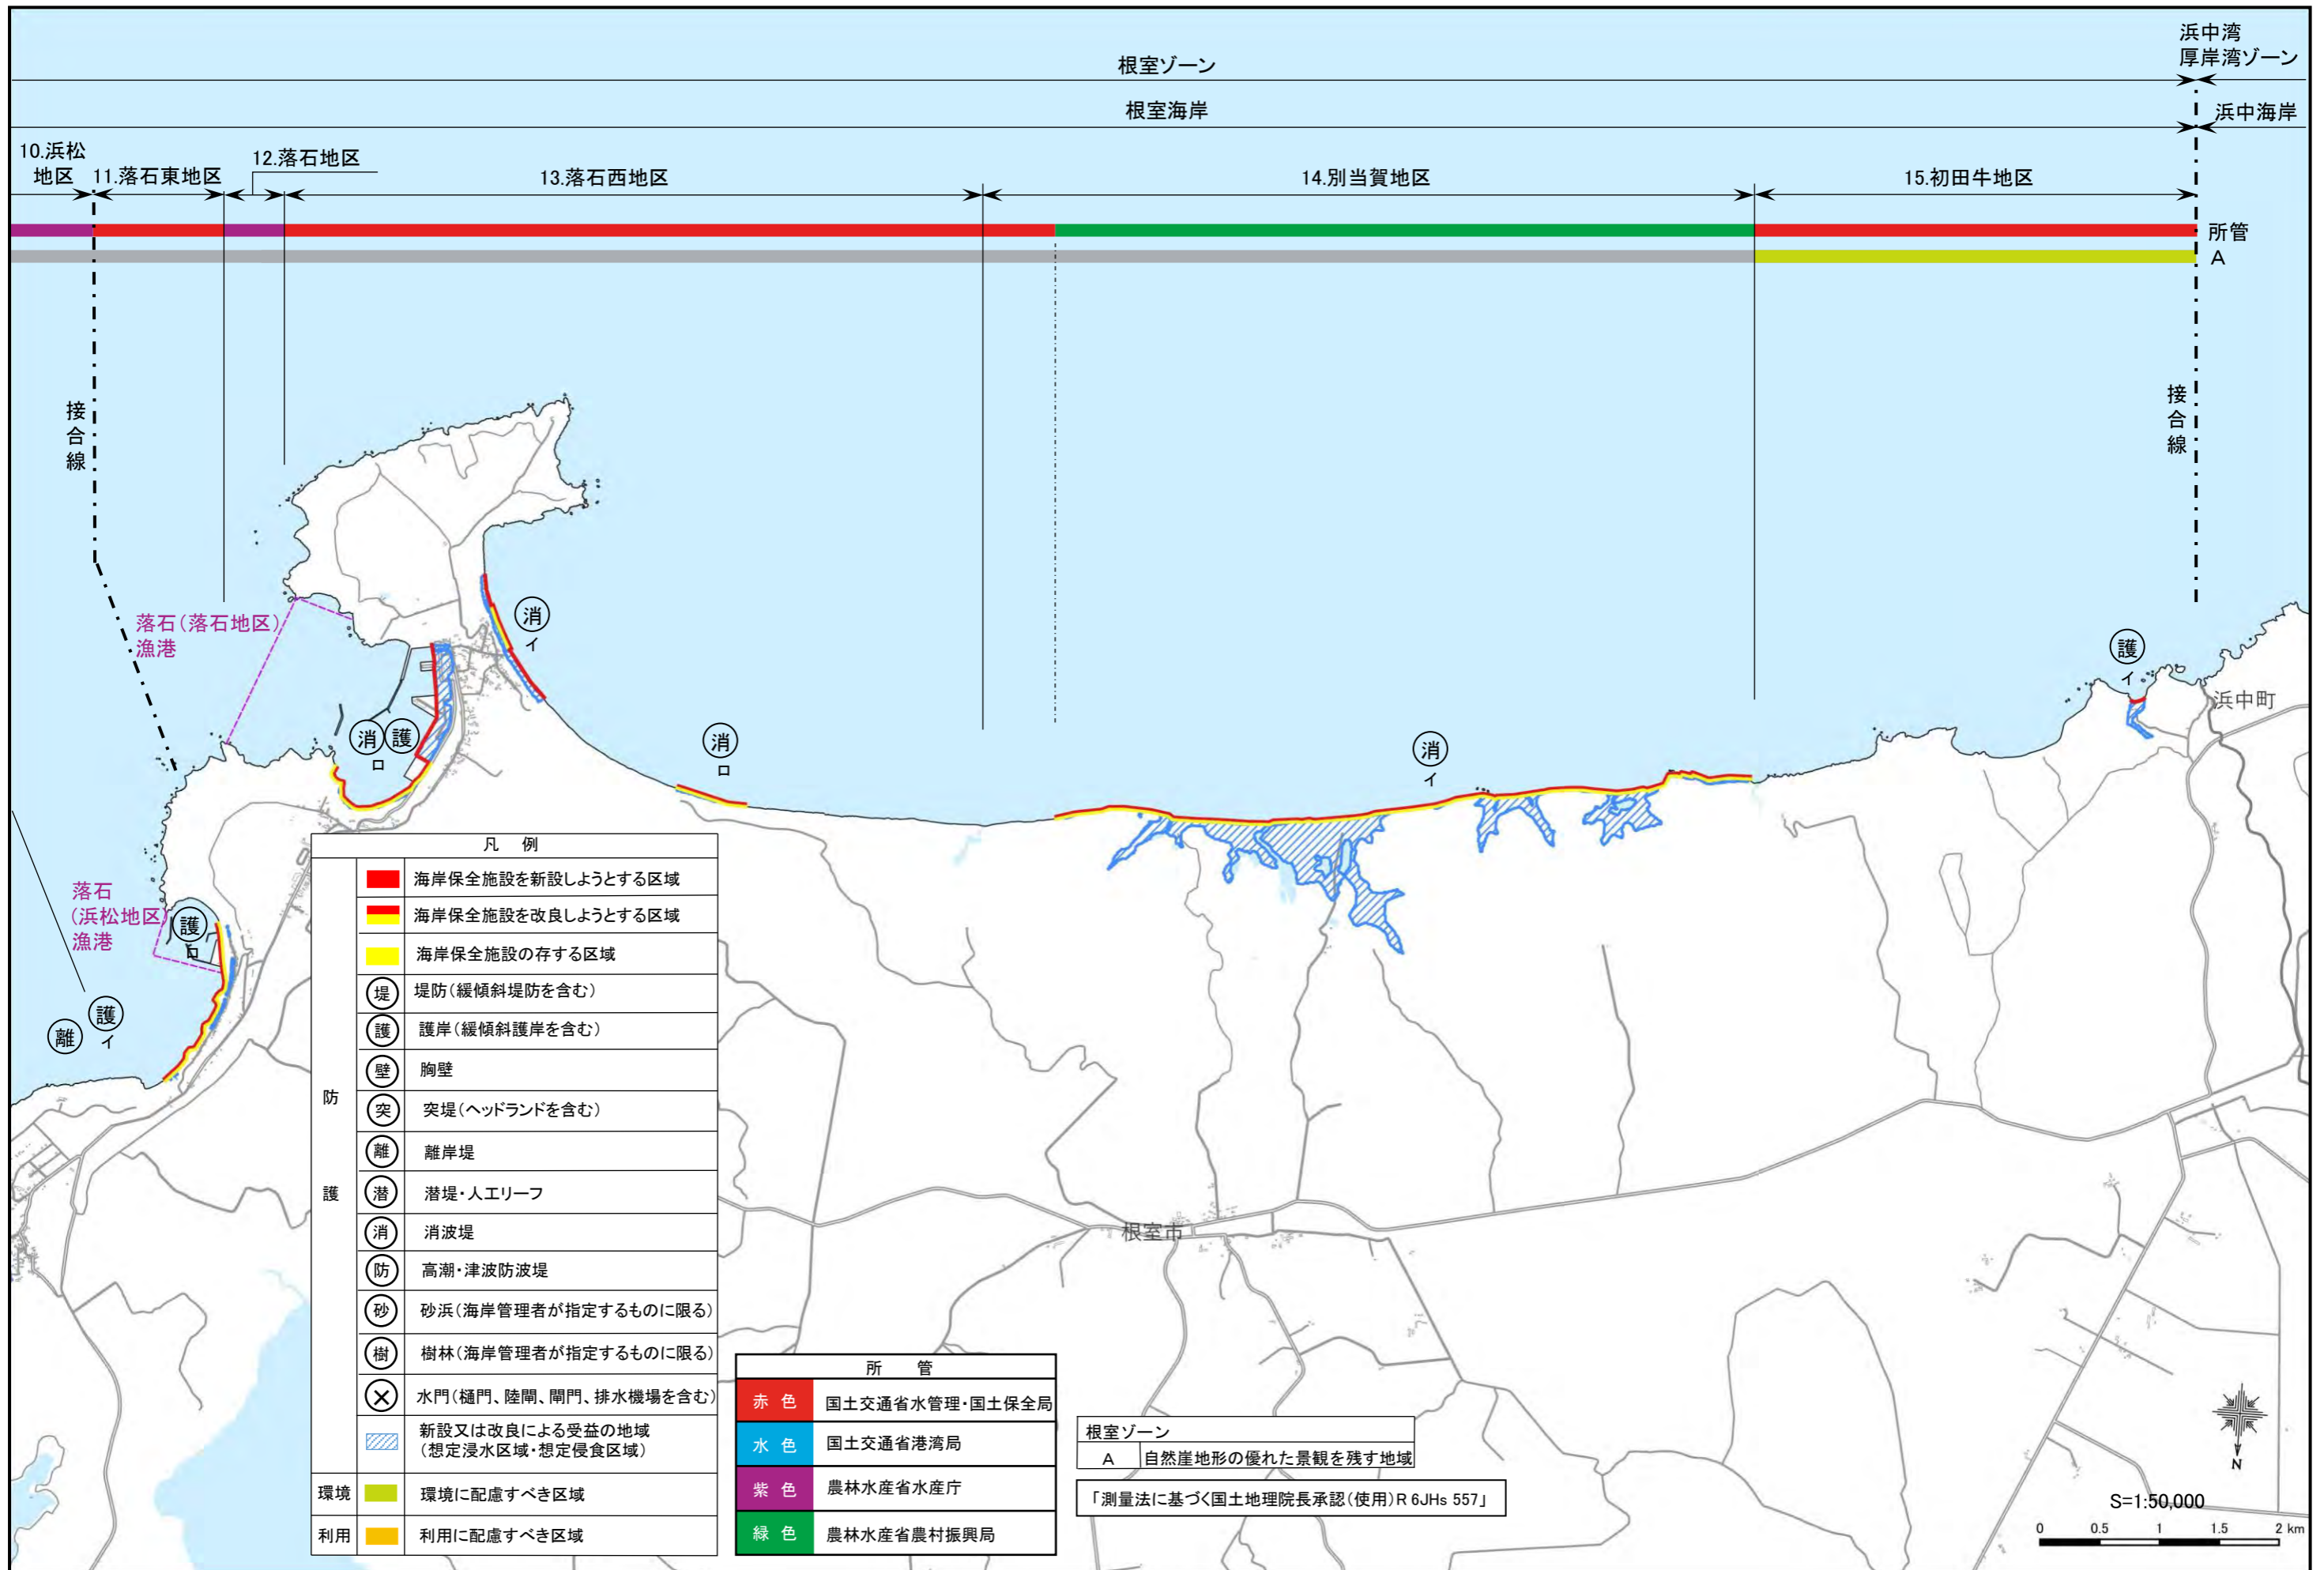 浜中湾
厚岸湾ゾーン
根室ゾーン
根室海岸
浜中海岸
10.浜松
地区
11.落石東地区
12.落石地区
13.落石西地区
14.別当賀地区
15.初田牛地区
所管
A
接合線
接合線
落石(落石地区)
漁港
消
イ
消 護
ロ
消
ロ
消
イ
護
イ
浜中町
落石
(浜松地区)
漁港
護
ロ
離
護
イ
根室市
凡 例
防護
海岸保全施設を新設しようとする区域
海岸保全施設を改良しようとする区域
海岸保全施設の存する区域
堤 堤防(緩傾斜堤防を含む)
護 護岸(緩傾斜護岸を含む)
壁 胸壁
突 突堤(ヘッドランドを含む)
離 離岸堤
潜 潜堤・人工リーフ
消 消波堤
防 高潮・津波防波堤
砂 砂浜(海岸管理者が指定するものに限る)
樹 樹林(海岸管理者が指定するものに限る)
水門(樋門、陸閘、閘門、排水機場を含む)
新設又は改良による受益の地域
(想定浸水区域・想定侵食区域)
環境 環境に配慮すべき区域
利用 利用に配慮すべき区域
所 管
赤 色 国土交通省水管理・国土保全局
水 色 国土交通省港湾局
紫 色 農林水産省水産庁
緑 色 農林水産省農村振興局
根室ゾーン
A 自然崖地形の優れた景観を残す地域
「測量法に基づく国土地理院長承認(使用)R 6JHs 557」
N
S=1:50,000
0 0.5 1 1.5 2 km